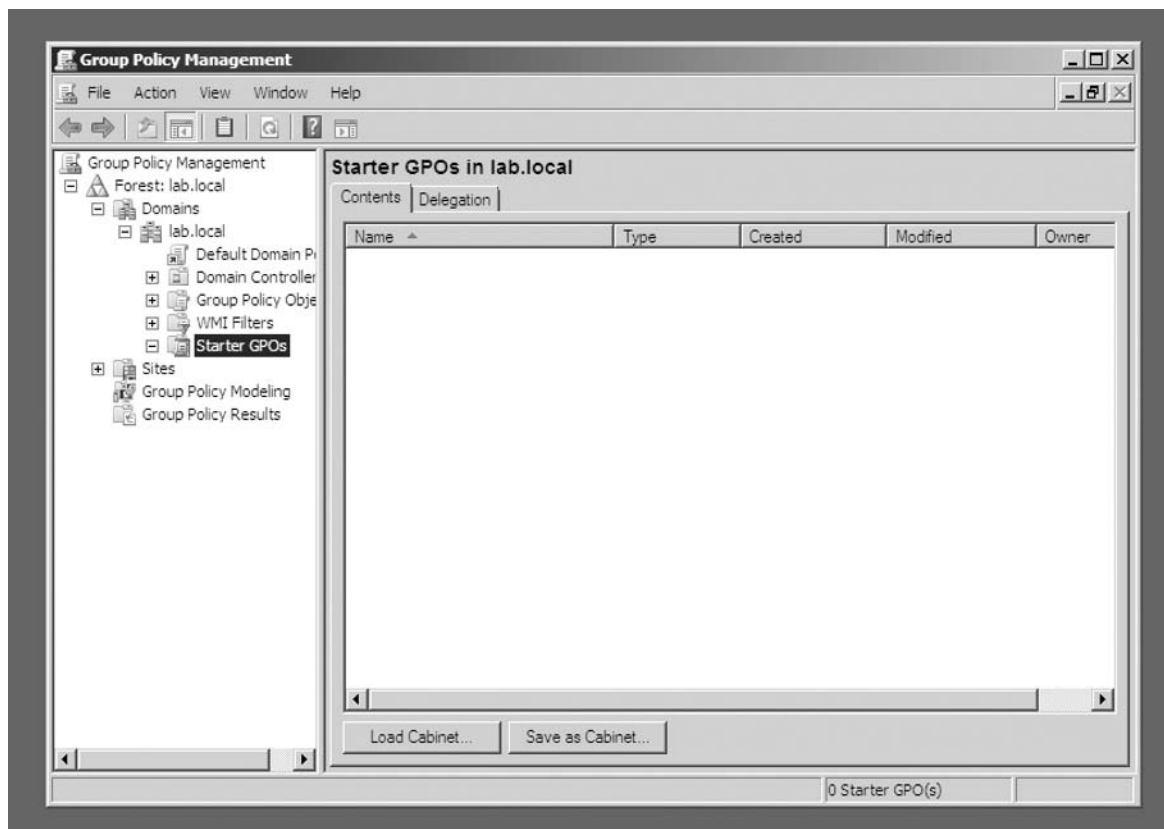 Group Policy Management
File Action View Window Help
Group Policy Management
Forest: lab.local
Domains
lab.local
Default Domain P
Domain Controller
Group Policy Obje
WMI Filters
Starter GPOs
Sites
Group Policy Modeling
Group Policy Results
Starter GPOs in lab.local
Contents Delegation
Name Type Created Modified Owner
Load Cabinet... Save as Cabinet...
0 Starter GPO(s)